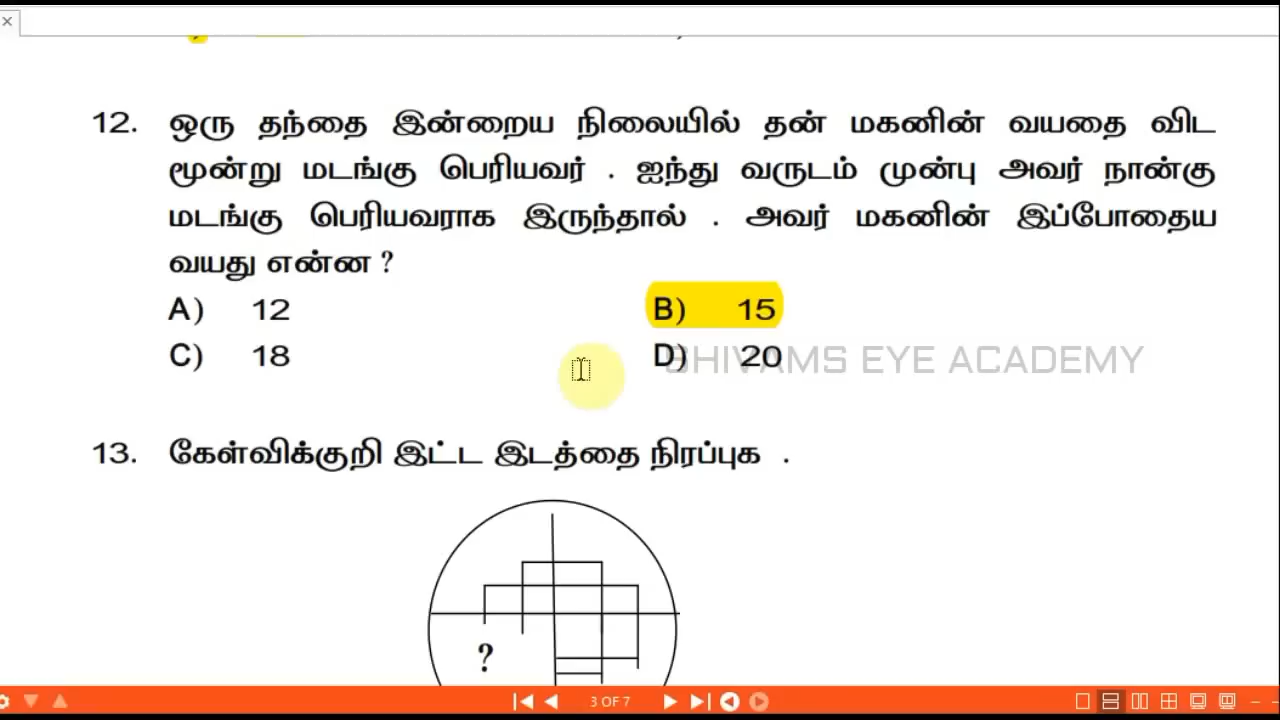 12. ஒரு தந்தை இன்றைய நிலையில் தன் மகனின் வயதை விட
மூன்று மடங்கு பெரியவர் . ஐந்து வருடம் முன்பு அவர் நான்கு
மடங்கு பெரியவராக இருந்தால் . அவர் மகனின் இப்போதைய
வயது என்ன ?
A) 12 B) 15
C) 18 D) 20
SHIVAMS EYE ACADEMY
13. கேள்விக்குறி இட்ட இடத்தை நிரப்புக .
?
3 OF 7